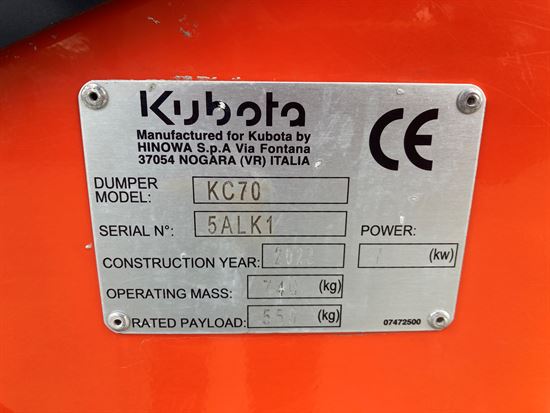 Kubota
CE
Manufactured for Kubota by
HINOWA S.p.A Via Fontana
37054 NOGARA (VR) ITALIA
DUMPER
MODEL: KC70
SERIAL N°: 5ALK1
POWER:
CONSTRUCTION YEAR:
/ (kw)
OPERATING MASS: 740 (kg)
RATED PAYLOAD: (kg)
07472500